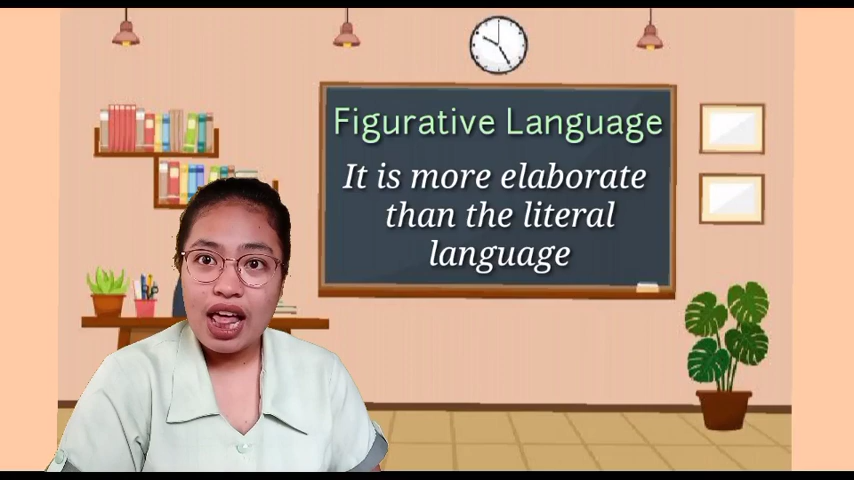 Figurative Language
It is more elaborate
than the literal
language